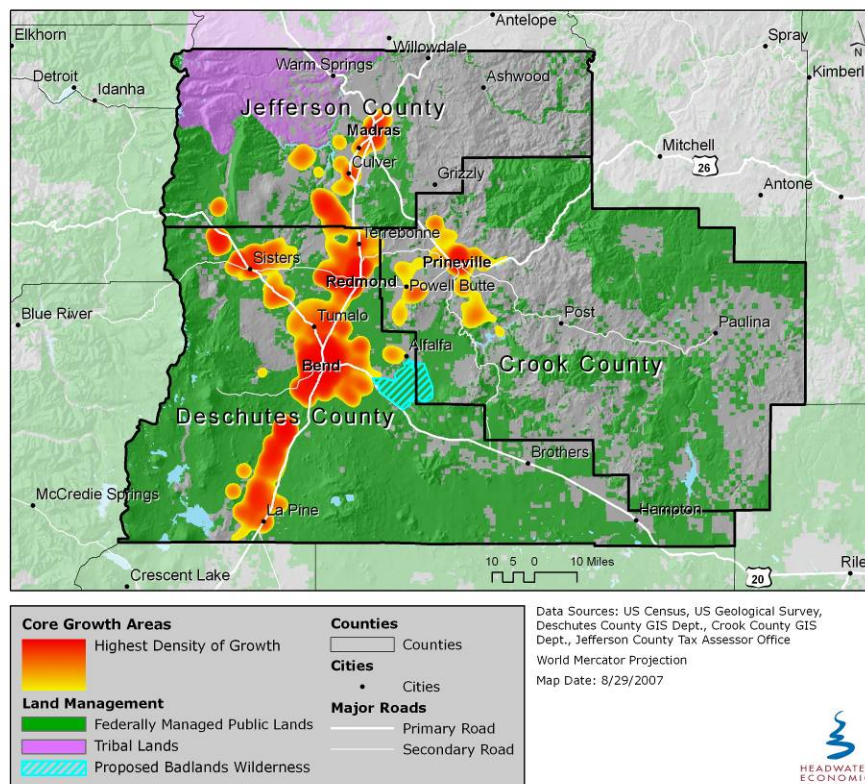 Antelope
Elkhorn
Willowdale
Spray
N
Detroit
Idanha
Warm Springs
Ashwood
Kimberl
Jefferson County
Madras
Mitchell
Culver
Grizzly
26
Antone
Terrebonne
Sisters
Prineville
Redmond
Powell Butte
Blue River
Tumalo
Post
Paulina
Alfalfa
Bend
Crook County
Deschutes County
Brothers
McCredie Springs
Hampton
La Pine
10 5 0 10 Miles
Crescent Lake
20
Rile
Core Growth Areas
Highest Density of Growth
Land Management
Federally Managed Public Lands
Tribal Lands
Proposed Badlands Wilderness
Counties
Counties
Cities
Cities
Major Roads
Primary Road
Secondary Road
Data Sources: US Census, US Geological Survey,
Deschutes County GIS Dept., Crook County GIS
Dept., Jefferson County Tax Assessor Office
World Mercator Projection
Map Date: 8/29/2007
HEADWATE
ECONOMI